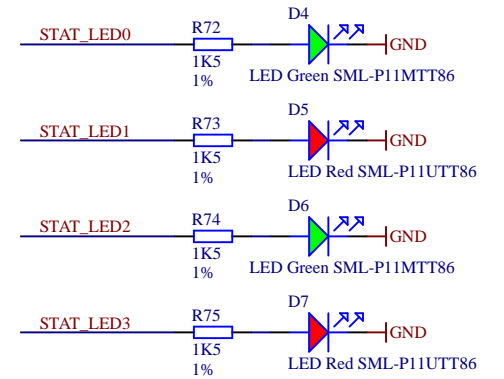 D4
STAT_LED0 R72 GND
1K5 LED Green SML-P11MTT86
1%
D5
STAT_LED1 R73 GND
1K5 LED Red SML-P11UTT86
1%
D6
STAT_LED2 R74 GND
1K5 LED Green SML-P11MTT86
1%
D7
STAT_LED3 R75 GND
1K5 LED Red SML-P11UTT86
1%